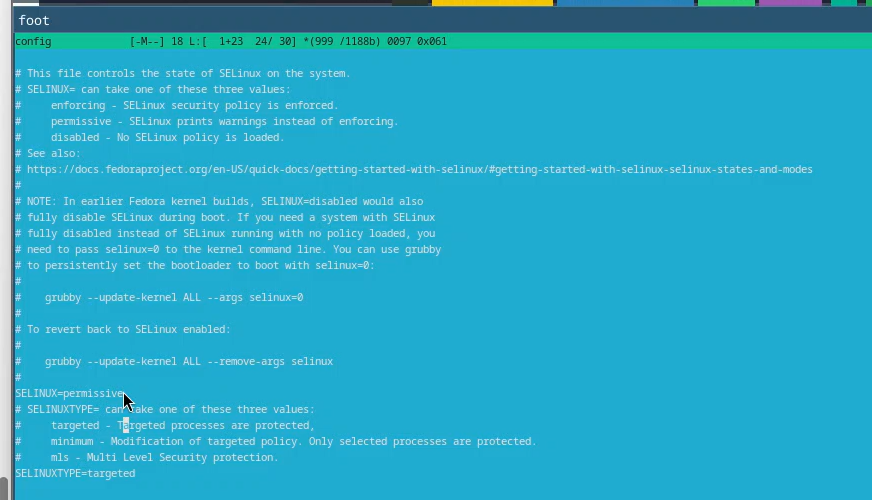 foot
config [-M--] 18 L:[ 1+23 24/ 30] *(999 /1188b) 0097 0x061
# This file controls the state of SELinux on the system.
# SELINUX= can take one of these three values:
# enforcing - SELinux security policy is enforced.
# permissive - SELinux prints warnings instead of enforcing.
# disabled - No SELinux policy is loaded.
# See also:
# https://docs.fedoraproject.org/en-US/quick-docs/getting-started-with-selinux/#getting-started-with-selinux-selinux-states-and-modes
#
# NOTE: In earlier Fedora kernel builds, SELINUX=disabled would also
# fully disable SELinux during boot. If you need a system with SELinux
# fully disabled instead of SELinux running with no policy loaded, you
# need to pass selinux=0 to the kernel command line. You can use grubby
# to persistently set the bootloader to boot with selinux=0:
#
# grubby --update-kernel ALL --args selinux=0
#
# To revert back to SELinux enabled:
#
# grubby --update-kernel ALL --remove-args selinux
#
SELINUX=permissive
# SELINUXTYPE= can take one of these three values:
# targeted - Targeted processes are protected,
# minimum - Modification of targeted policy. Only selected processes are protected.
# mls - Multi Level Security protection.
SELINUXTYPE=targeted